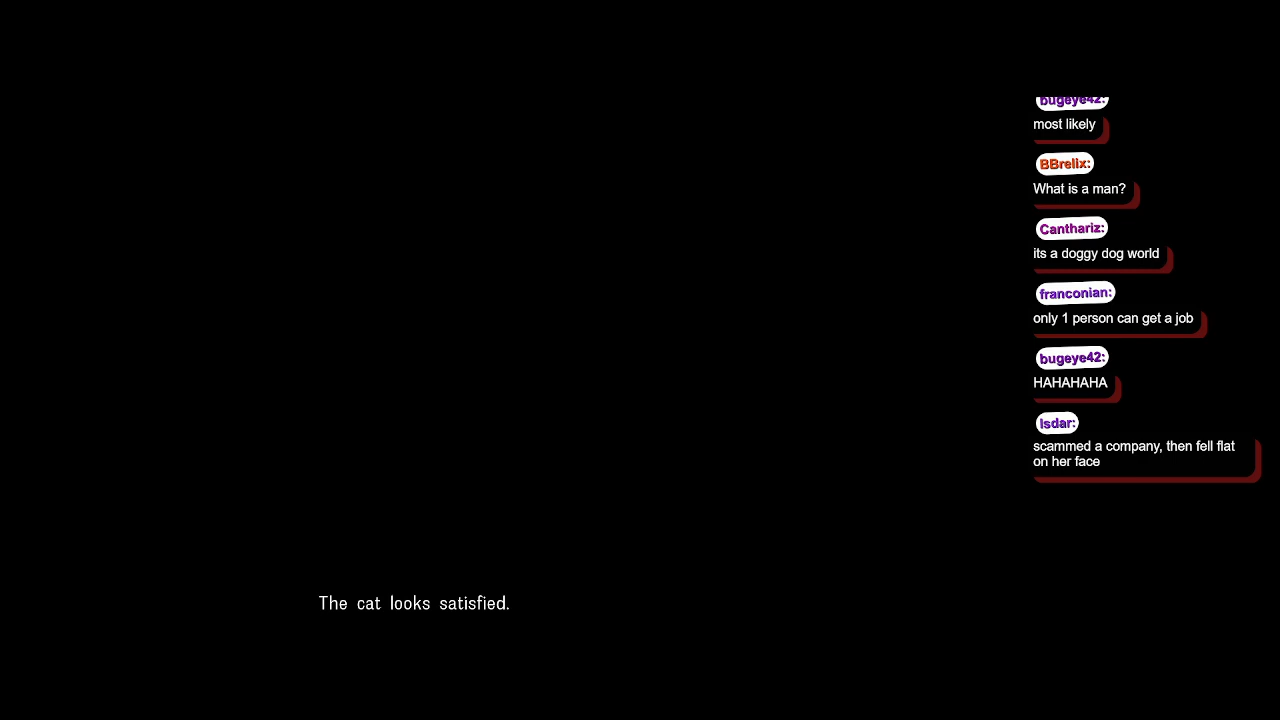 bugeye42:
most likely
BBrelix:
What is a man?
Canthariz:
its a doggy dog world
franconian:
only 1 person can get a job
bugeye42:
HAHAHAHA
lsdar:
scammed a company, then fell flat
on her face
The cat looks satisfied.